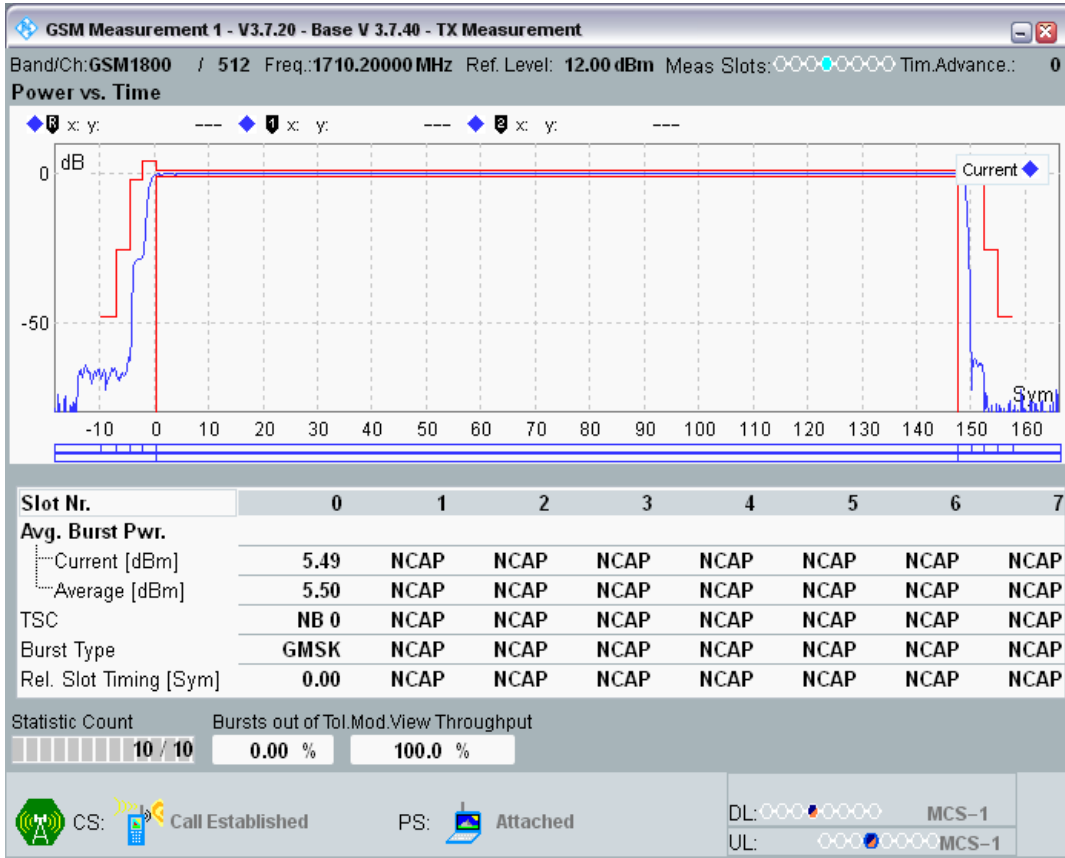 GSM Measurement 1 - V3.7.20 - Base V 3.7.40 - TX Measurement
Band/Ch:GSM1800 / 512 Freq.:1710.20000 MHz Ref. Level: 12.00 dBm Meas Slots: Tim.Advance.: 0
Power vs. Time
R x: y: --- 1 x: y: --- 2 x: y: ---
dB
Current
0
-50
Sym
-10 0 10 20 30 40 50 60 70 80 90 100 110 120 130 140 150 160
Slot Nr. 0 1 2 3 4 5 6 7
Avg. Burst Pwr.
Current [dBm] 5.49 NCAP NCAP NCAP NCAP NCAP NCAP NCAP
Average [dBm] 5.50 NCAP NCAP NCAP NCAP NCAP NCAP NCAP
TSC NB 0 NCAP NCAP NCAP NCAP NCAP NCAP NCAP
Burst Type GMSK NCAP NCAP NCAP NCAP NCAP NCAP NCAP
Rel. Slot Timing [Sym] 0.00 NCAP NCAP NCAP NCAP NCAP NCAP NCAP
Statistic Count Bursts out of Tol.Mod.View Throughput
10 / 10 0.00 % 100.0 %
CS: Call Established PS: Attached
DL: MCS-1
UL: MCS-1